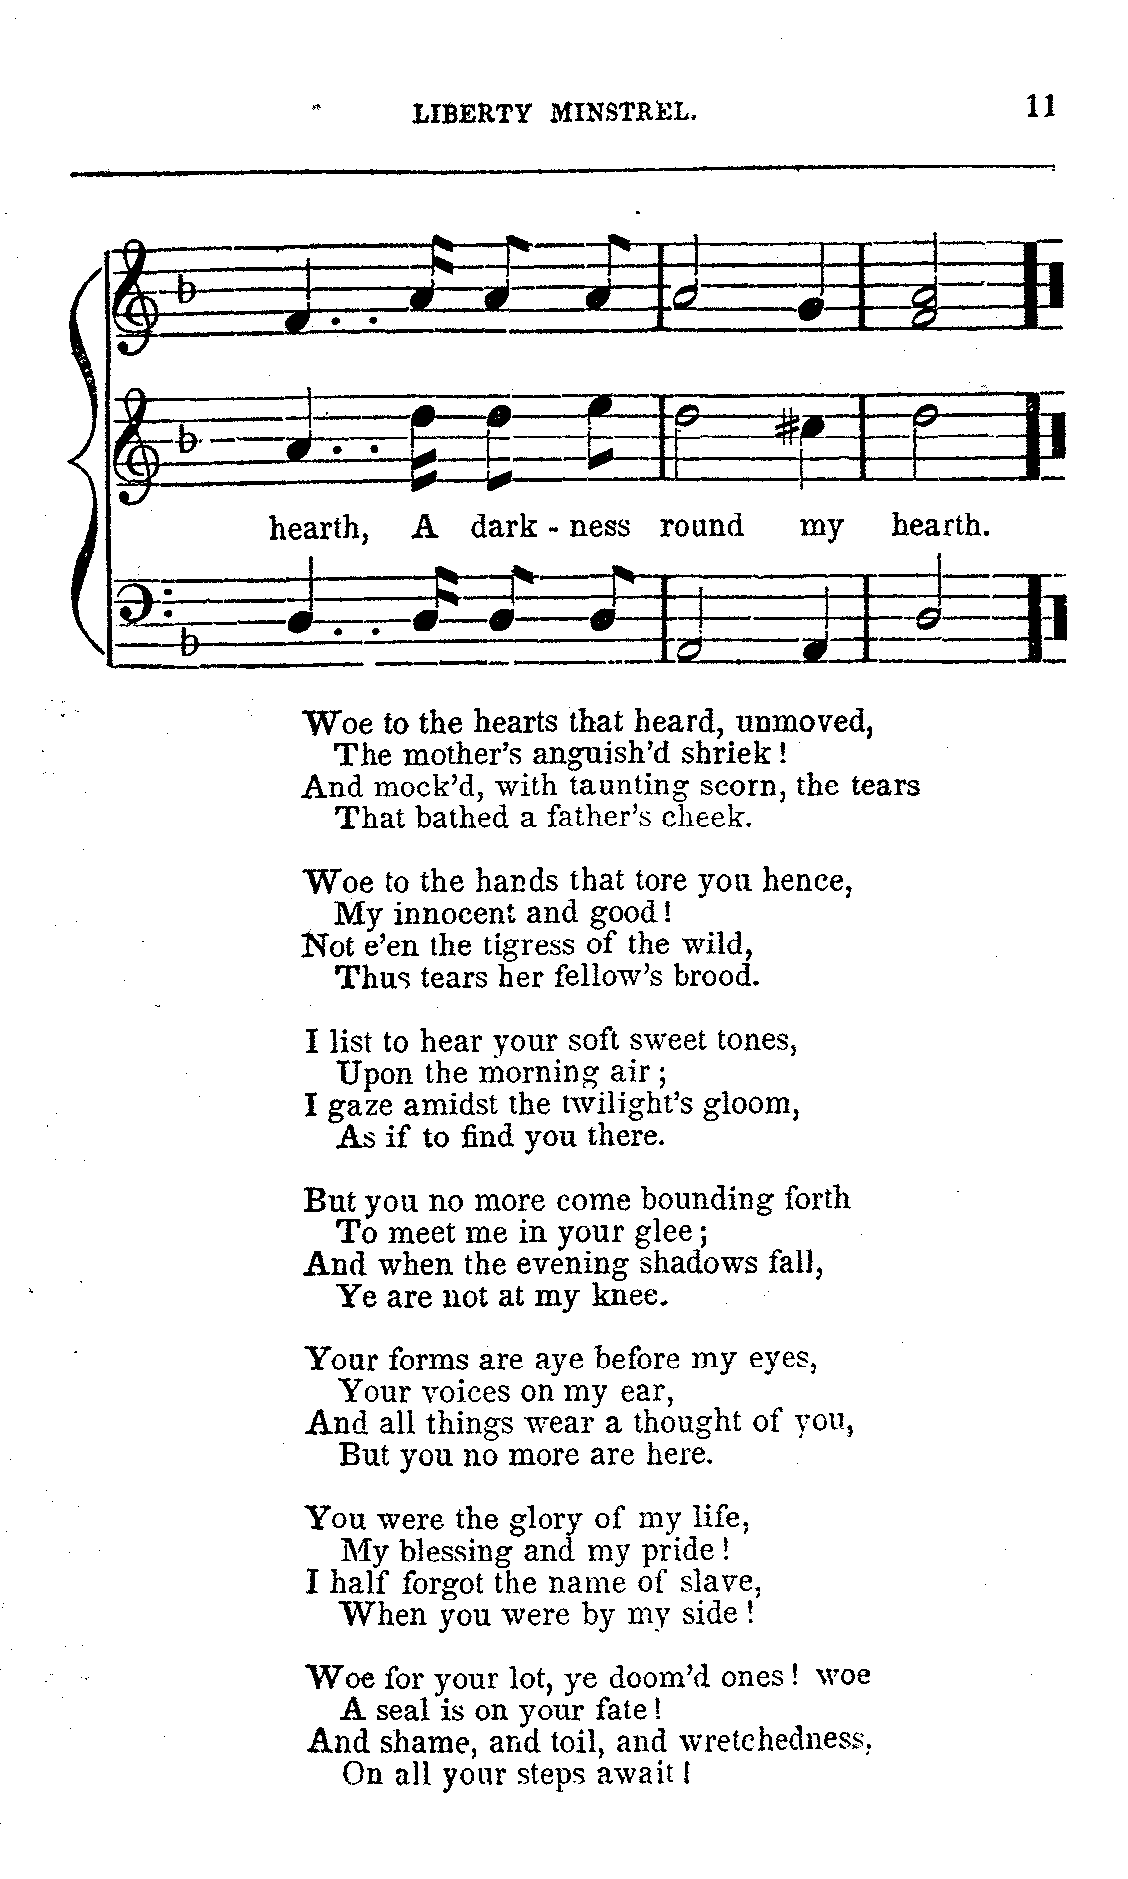 LIBERTY MINSTREL. 11
hearth, A dark - ness round my hearth.
Woe to the hearts that heard, unmoved,
The mother's anguish'd shriek!
And mock'd, with taunting scorn, the tears
That bathed a father's cheek.
Woe to the hands that tore you hence,
My innocent and good!
Not e'en the tigress of the wild,
Thus tears her fellow's brood.
I list to hear your soft sweet tones,
Upon the morning air;
I gaze amidst the twilight's gloom,
As if to find you there.
But you no more come bounding forth
To meet me in your glee;
And when the evening shadows fall,
Ye are not at my knee.
Your forms are aye before my eyes,
Your voices on my ear,
And all things wear a thought of you,
But you no more are here.
You were the glory of my life,
My blessing and my pride!
I half forgot the name of slave,
When you were by my side!
Woe for your lot, ye doom'd ones! woe
A seal is on your fate!
And shame, and toil, and wretchedness,
On all your steps await!